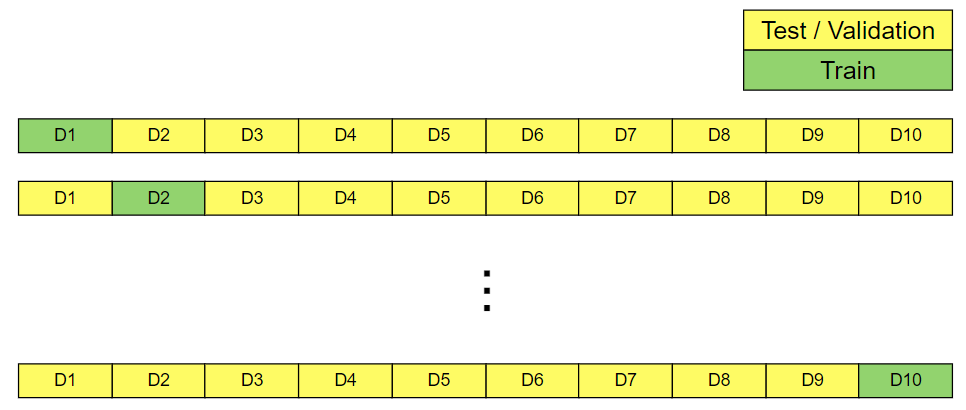 Test / Validation
Train
D1 D2 D3 D4 D5 D6 D7 D8 D9 D10
D1 D2 D3 D4 D5 D6 D7 D8 D9 D10
D1 D2 D3 D4 D5 D6 D7 D8 D9 D10